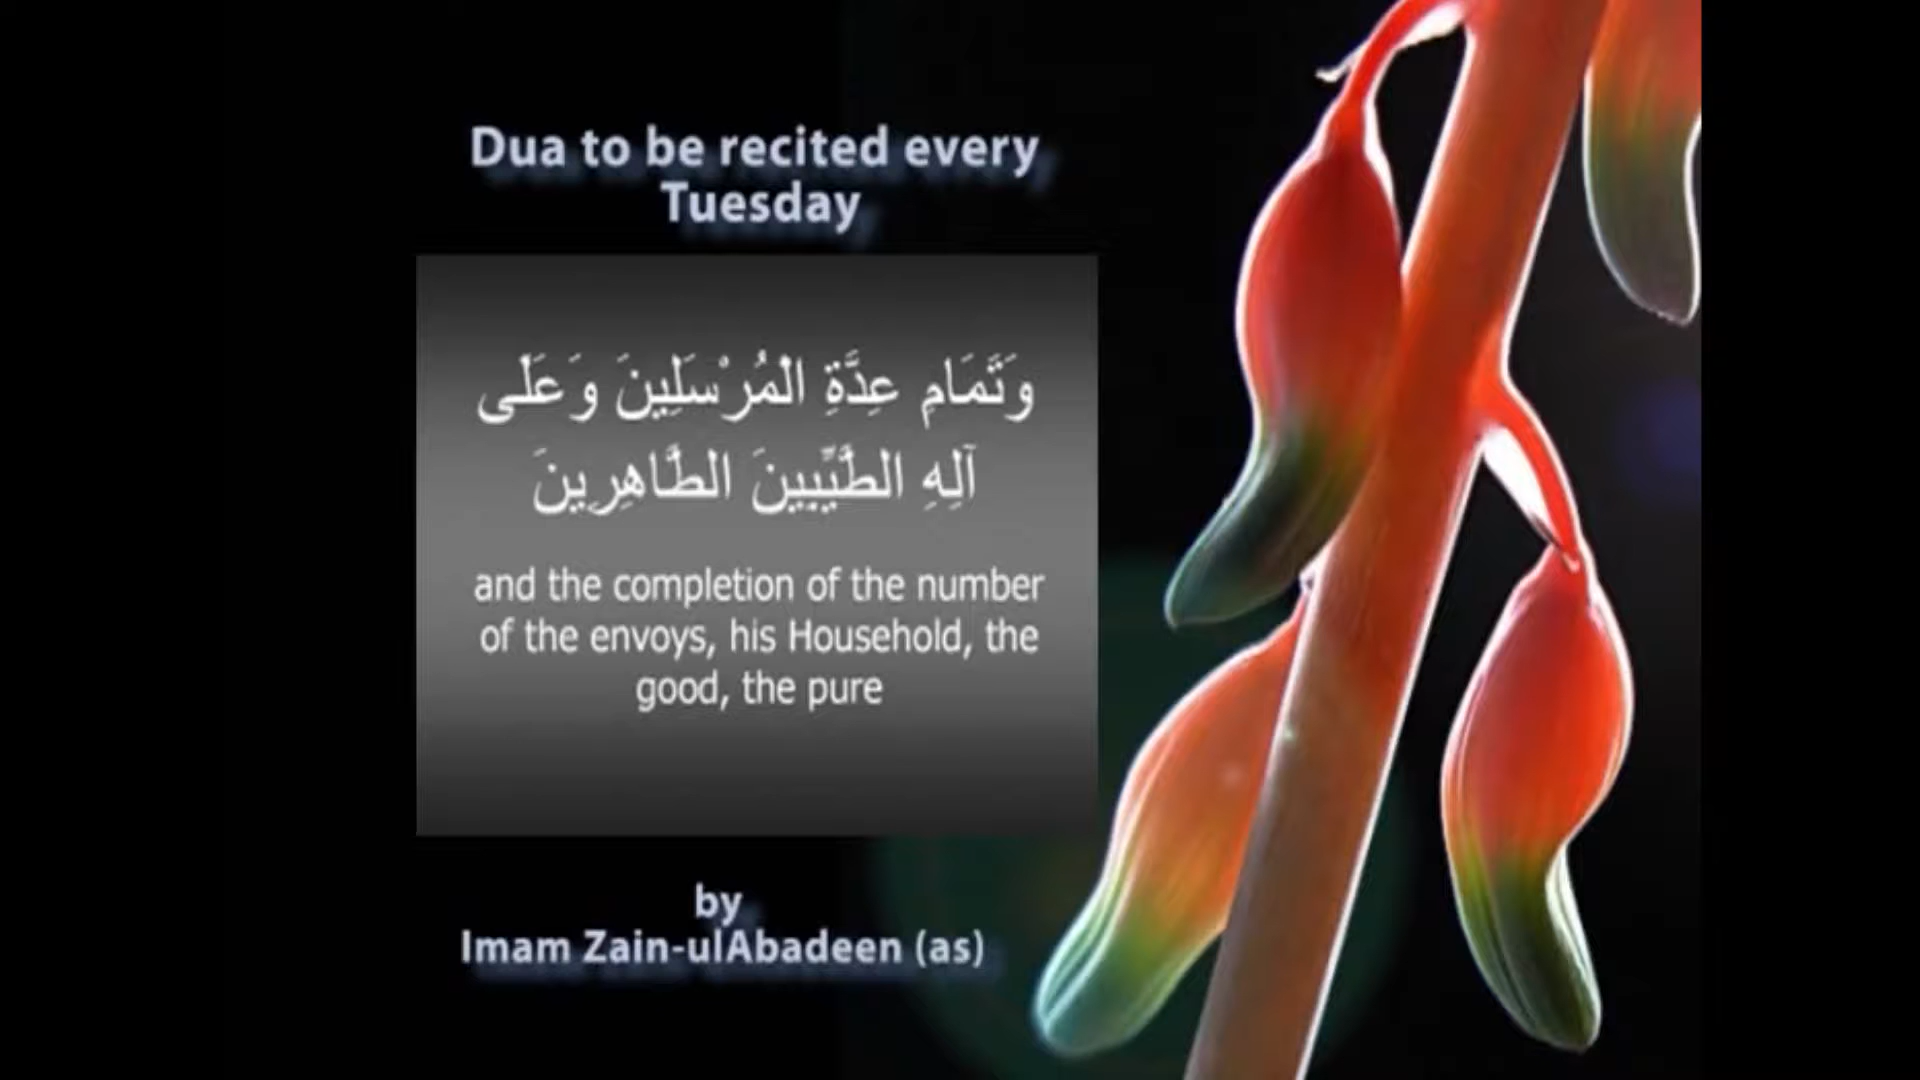 Dua to be recited every
Tuesday
وَتَمَامِ عِدَّةِ المُرْسَلِينَ وَعَلَى
آلِهِ الطَّيِّبِينَ الطَّاهِرِينَ
and the completion of the number
of the envoys, his Household, the
good, the pure
by
Imam Zain-ulAbadeen (as)